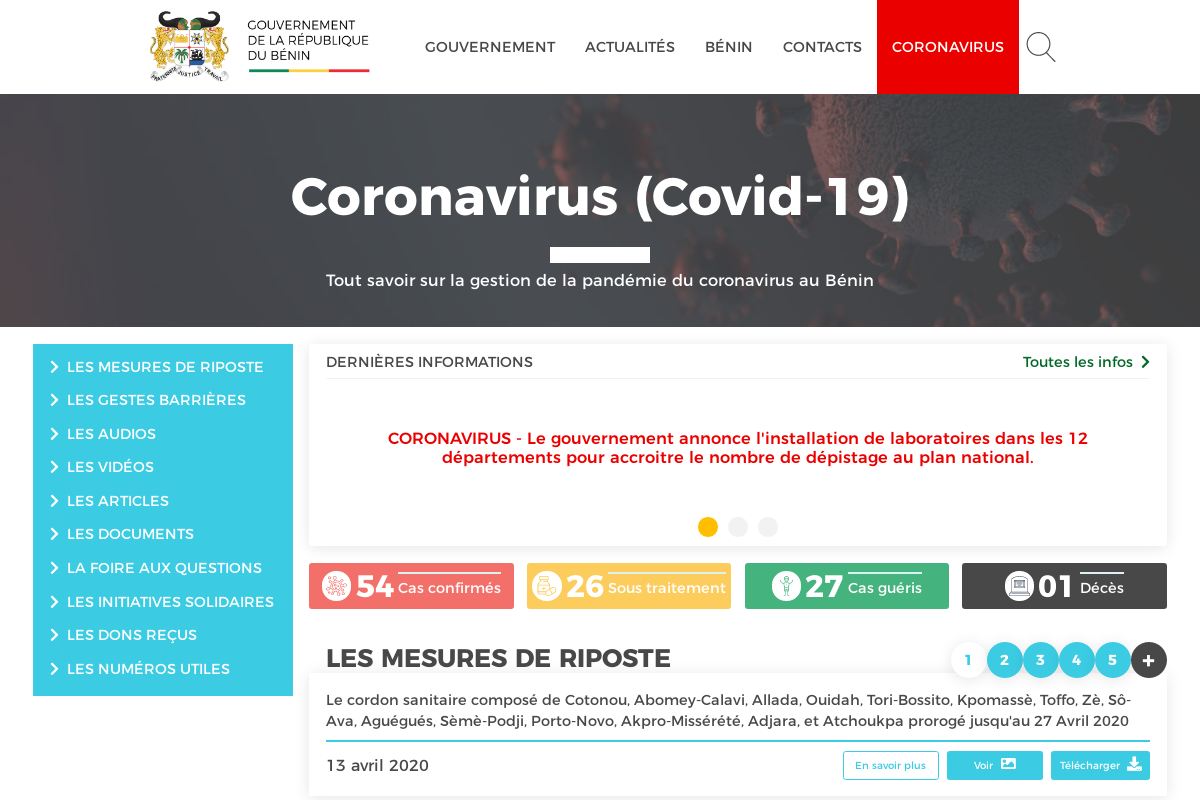 GOUVERNEMENT
DE LA RÉPUBLIQUE
DU BÉNIN
FRATERNITÉ JUSTICE TRAVAIL
GOUVERNEMENT
ACTUALITÉS
BÉNIN
CONTACTS
CORONAVIRUS
Coronavirus (Covid-19)
Tout savoir sur la gestion de la pandémie du coronavirus au Bénin
LES MESURES DE RIPOSTE
LES GESTES BARRIÈRES
LES AUDIOS
LES VIDÉOS
LES ARTICLES
LES DOCUMENTS
LA FOIRE AUX QUESTIONS
LES INITIATIVES SOLIDAIRES
LES DONS REÇUS
LES NUMÉROS UTILES
DERNIÈRES INFORMATIONS
Toutes les infos
CORONAVIRUS - Le gouvernement annonce l'installation de laboratoires dans les 12
départements pour accroitre le nombre de dépistage au plan national.
54 Cas confirmés
26 Sous traitement
27 Cas guéris
01 Décès
LES MESURES DE RIPOSTE
1 2 3 4 5 +
Le cordon sanitaire composé de Cotonou, Abomey-Calavi, Allada, Ouidah, Tori-Bossito, Kpomassè, Toffo, Zè, Sô-
Ava, Aguégués, Sèmè-Podji, Porto-Novo, Akpro-Missérété, Adjara, et Atchoukpa prorogé jusqu'au 27 Avril 2020
13 avril 2020
En savoir plus
Voir
Télécharger